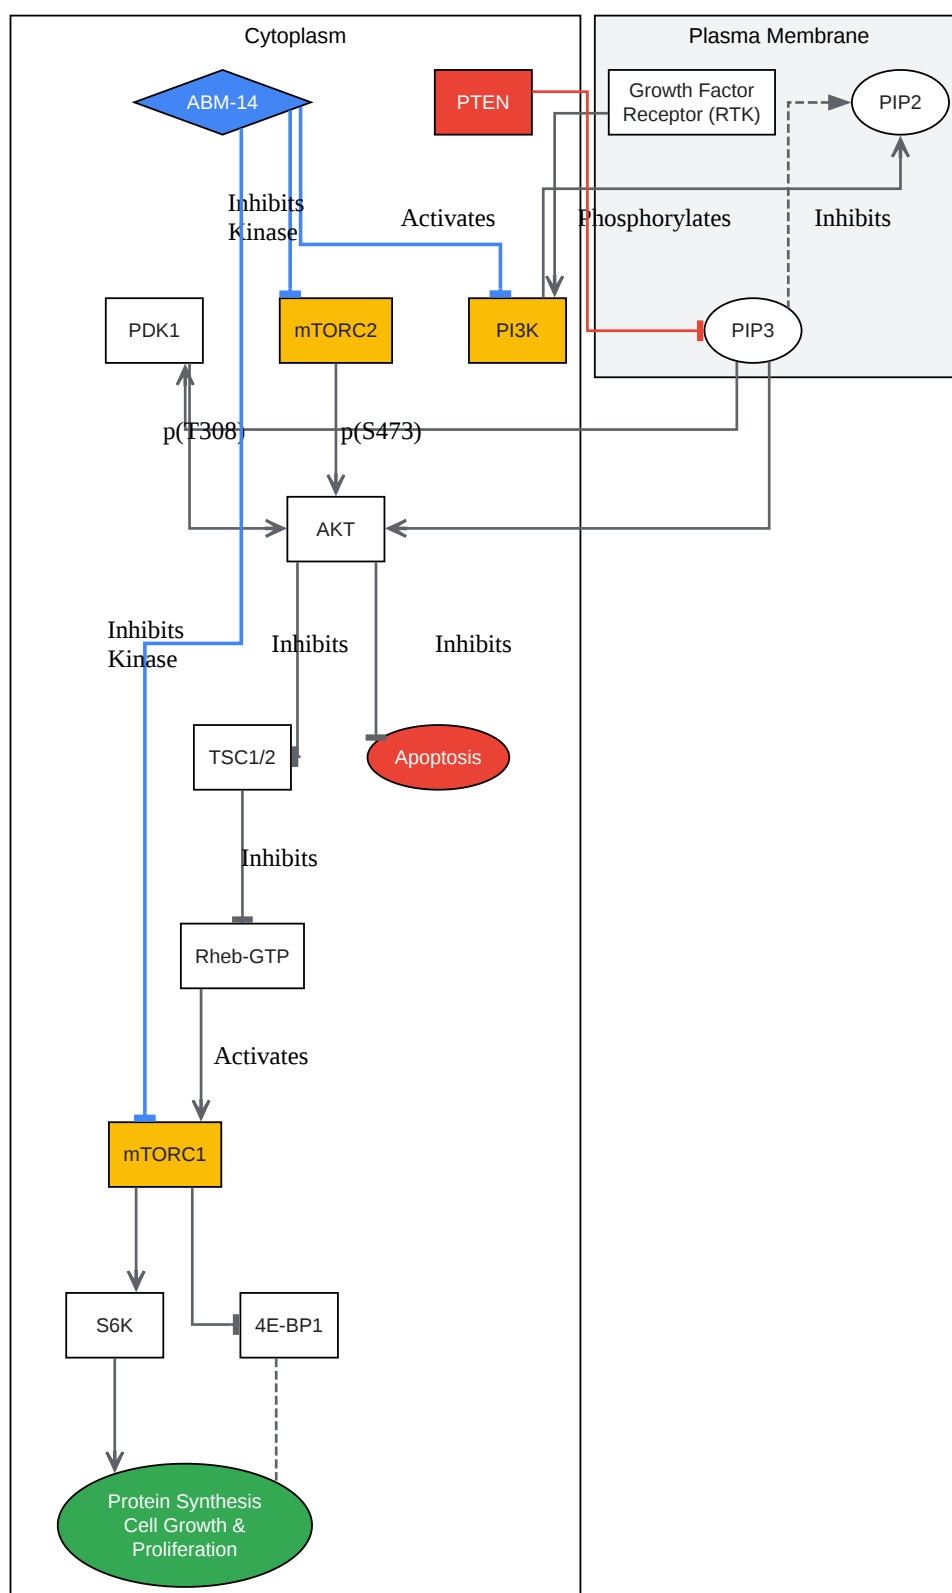 Cytoplasm
Plasma Membrane
ABM-14
PTEN
Growth Factor
Receptor (RTK)
PIP2
Inhibits
Kinase
Activates
Phosphorylates
Inhibits
PDK1
mTORC2
PI3K
PIP3
p(T308)
p(S473)
AKT
Inhibits
Kinase
Inhibits
Inhibits
TSC1/2
Apoptosis
Inhibits
Rheb-GTP
Activates
mTORC1
S6K
4E-BP1
Protein Synthesis
Cell Growth &
Proliferation